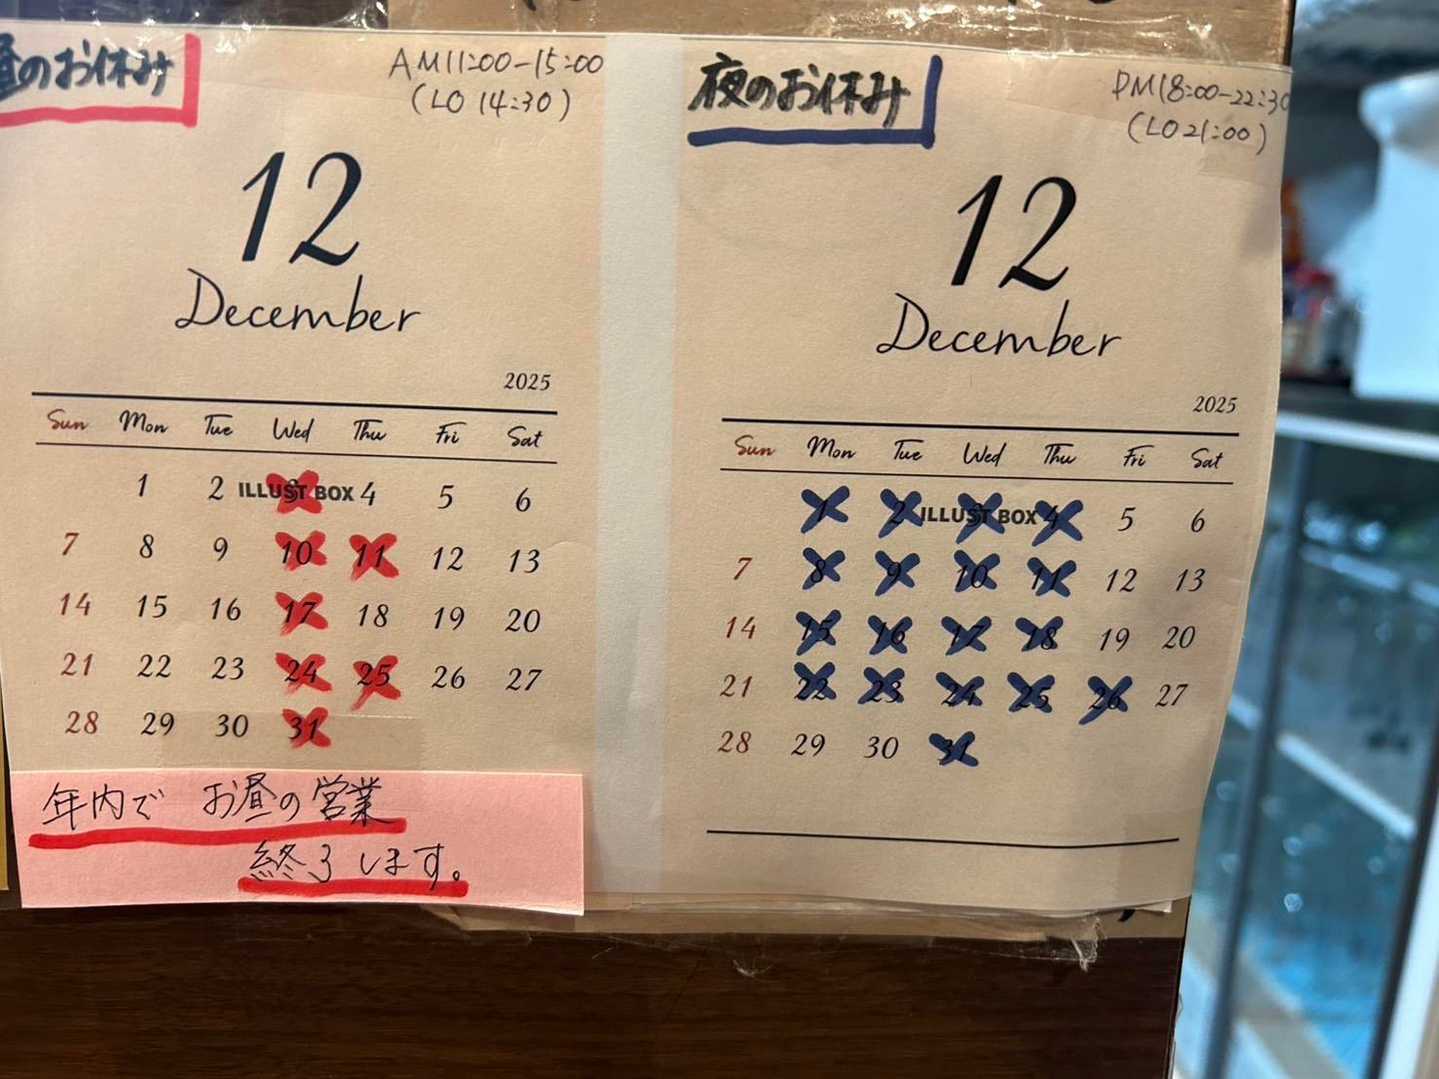 昼のお休み
AM11:00-15:00
(LO 14:30)
12
December
2025
Sun Mon Tue Wed Thu Fri Sat
1 2 3 4 5 6
ILLUST BOX
7 8 9 10 11 12 13
14 15 16 17 18 19 20
21 22 23 24 25 26 27
28 29 30 31
年内で お昼の営業
終了します。
夜のお休み
PM18:00-22:30
(LO21:00)
12
December
2025
Sun Mon Tue Wed Thu Fri Sat
1 2 3 4 5 6
ILLUST BOX
7 8 9 10 11 12 13
14 15 16 17 18 19 20
21 22 23 24 25 26 27
28 29 30 31